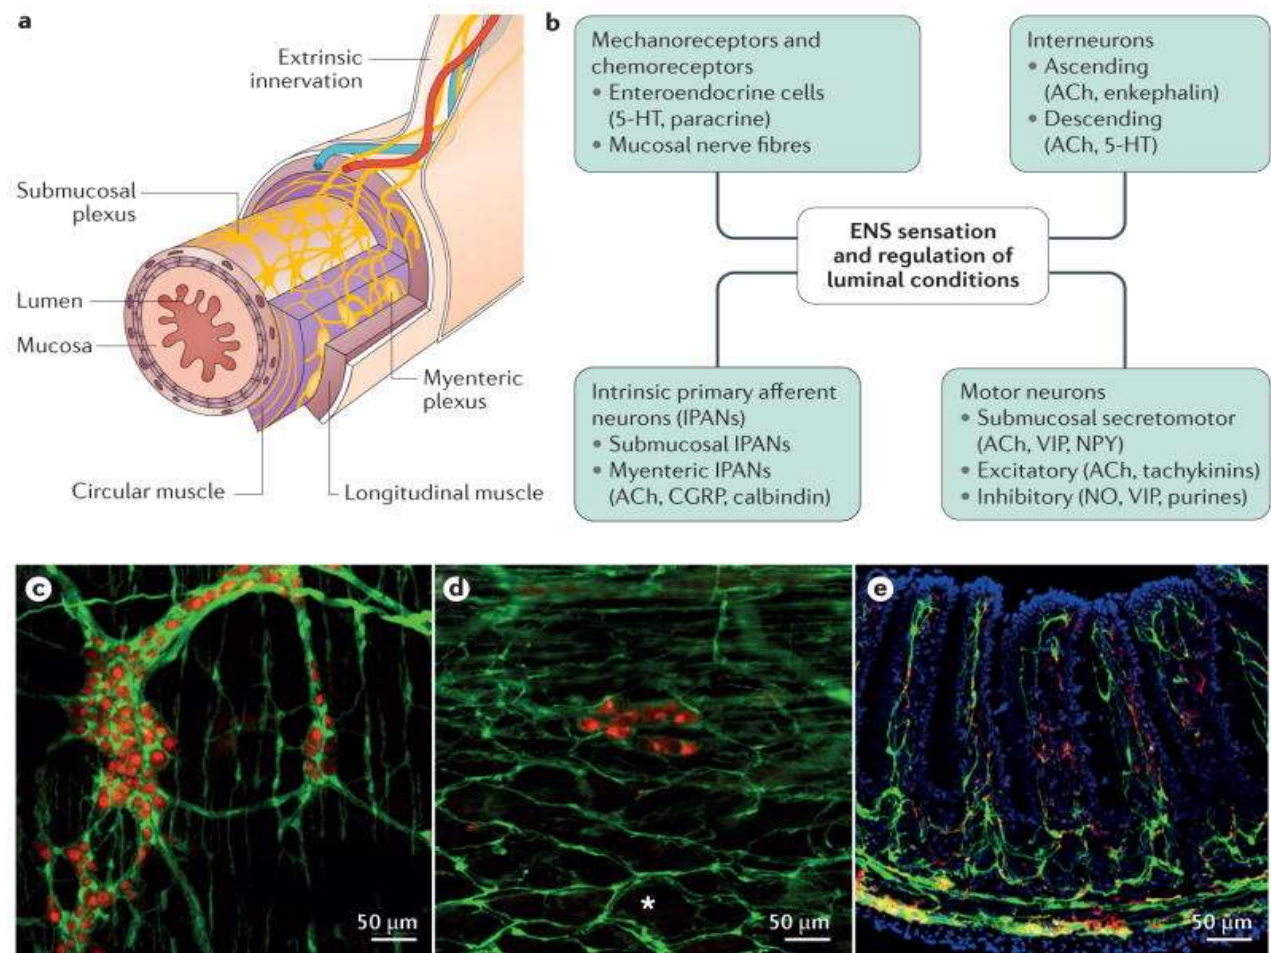 a
Extrinsic
innervation
Submucosal
plexus
Lumen
Mucosa
Myenteric
plexus
Circular muscle
Longitudinal muscle
b
Mechanoreceptors and
chemoreceptors
• Enteroendocrine cells
(5-HT, paracrine)
• Mucosal nerve fibres
Interneurons
• Ascending
(ACh, enkephalin)
• Descending
(ACh, 5-HT)
ENS sensation
and regulation of
luminal conditions
Intrinsic primary afferent
neurons (IPANs)
• Submucosal IPANs
• Myenteric IPANs
(ACh, CGRP, calbindin)
Motor neurons
• Submucosal secretomotor
(ACh, VIP, NPY)
• Excitatory (ACh, tachykinins)
• Inhibitory (NO, VIP, purines)
c
50 μm
d
*
50 μm
e
50 μm